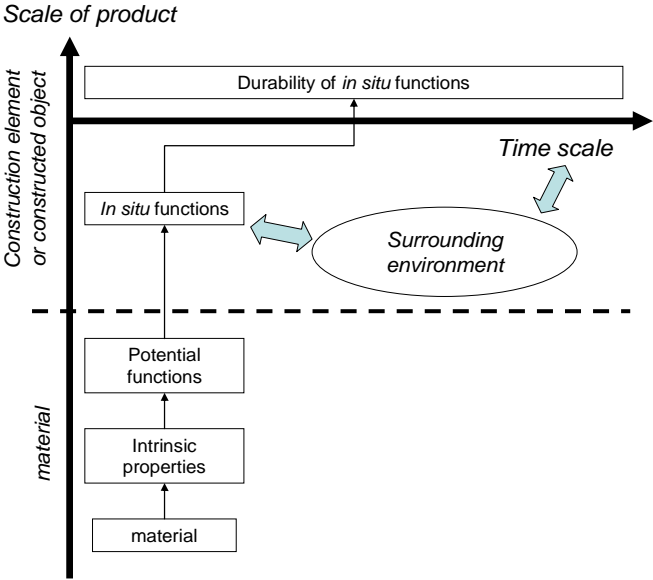 Scale of product
Construction element
or constructed object
Durability of in situ functions
Time scale
In situ functions
Surrounding
environment
material
Potential
functions
Intrinsic
properties
material